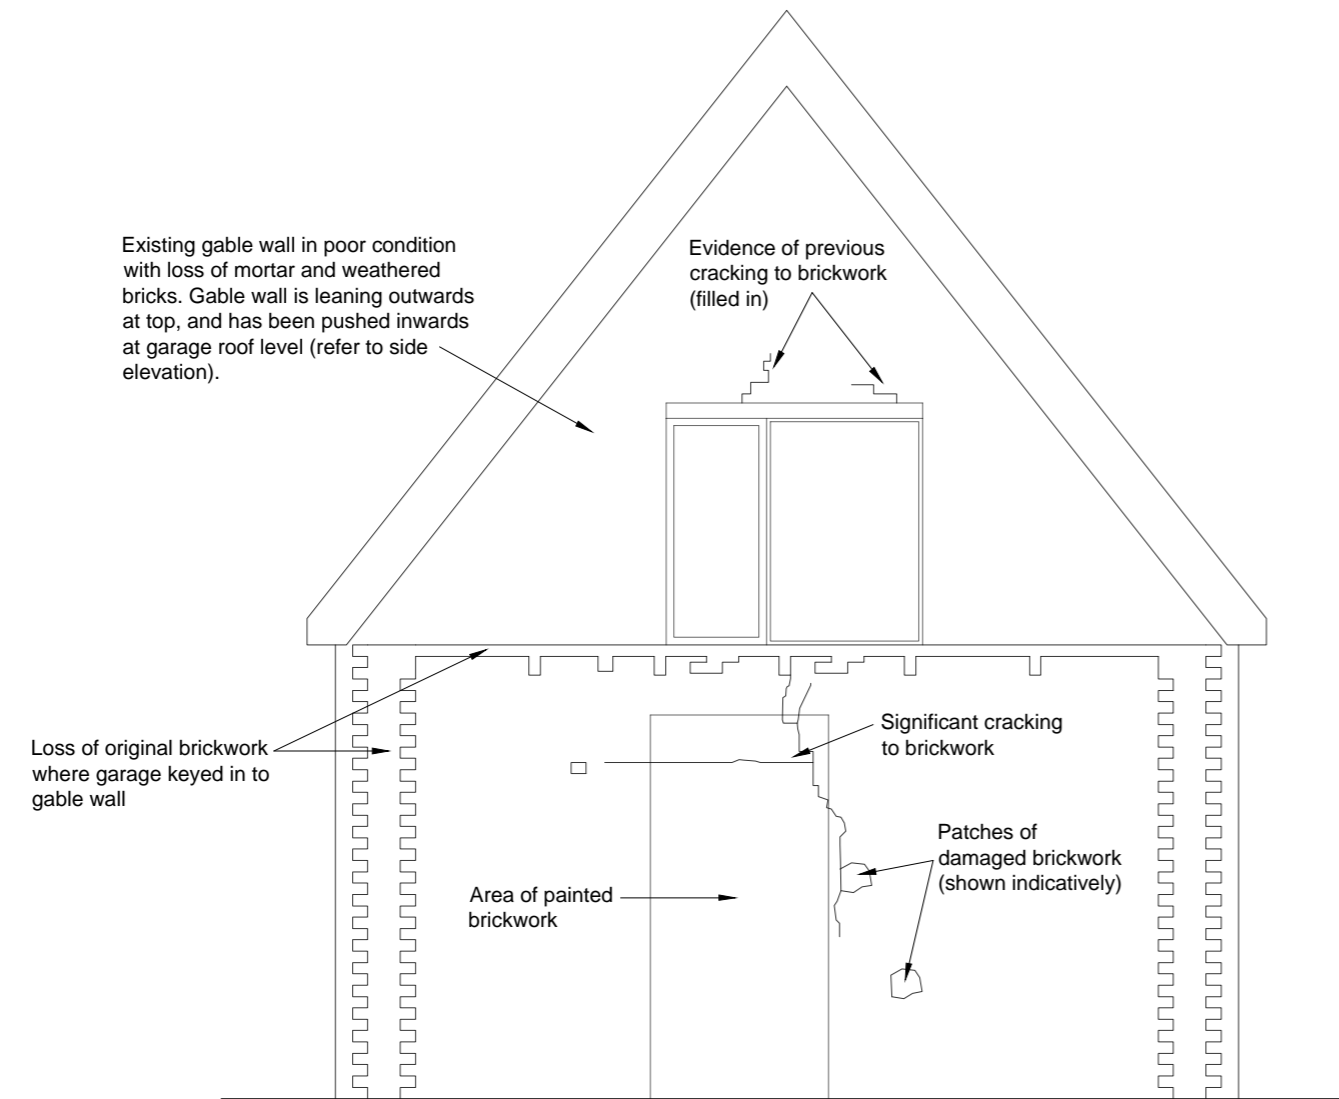 Existing gable wall in poor condition
with loss of mortar and weathered
bricks. Gable wall is leaning outwards
at top, and has been pushed inwards
at garage roof level (refer to side
elevation).
Evidence of previous
cracking to brickwork
(filled in)
Loss of original brickwork
where garage keyed in to
gable wall
Significant cracking
to brickwork
Patches of
damaged brickwork
(shown indicatively)
Area of painted
brickwork